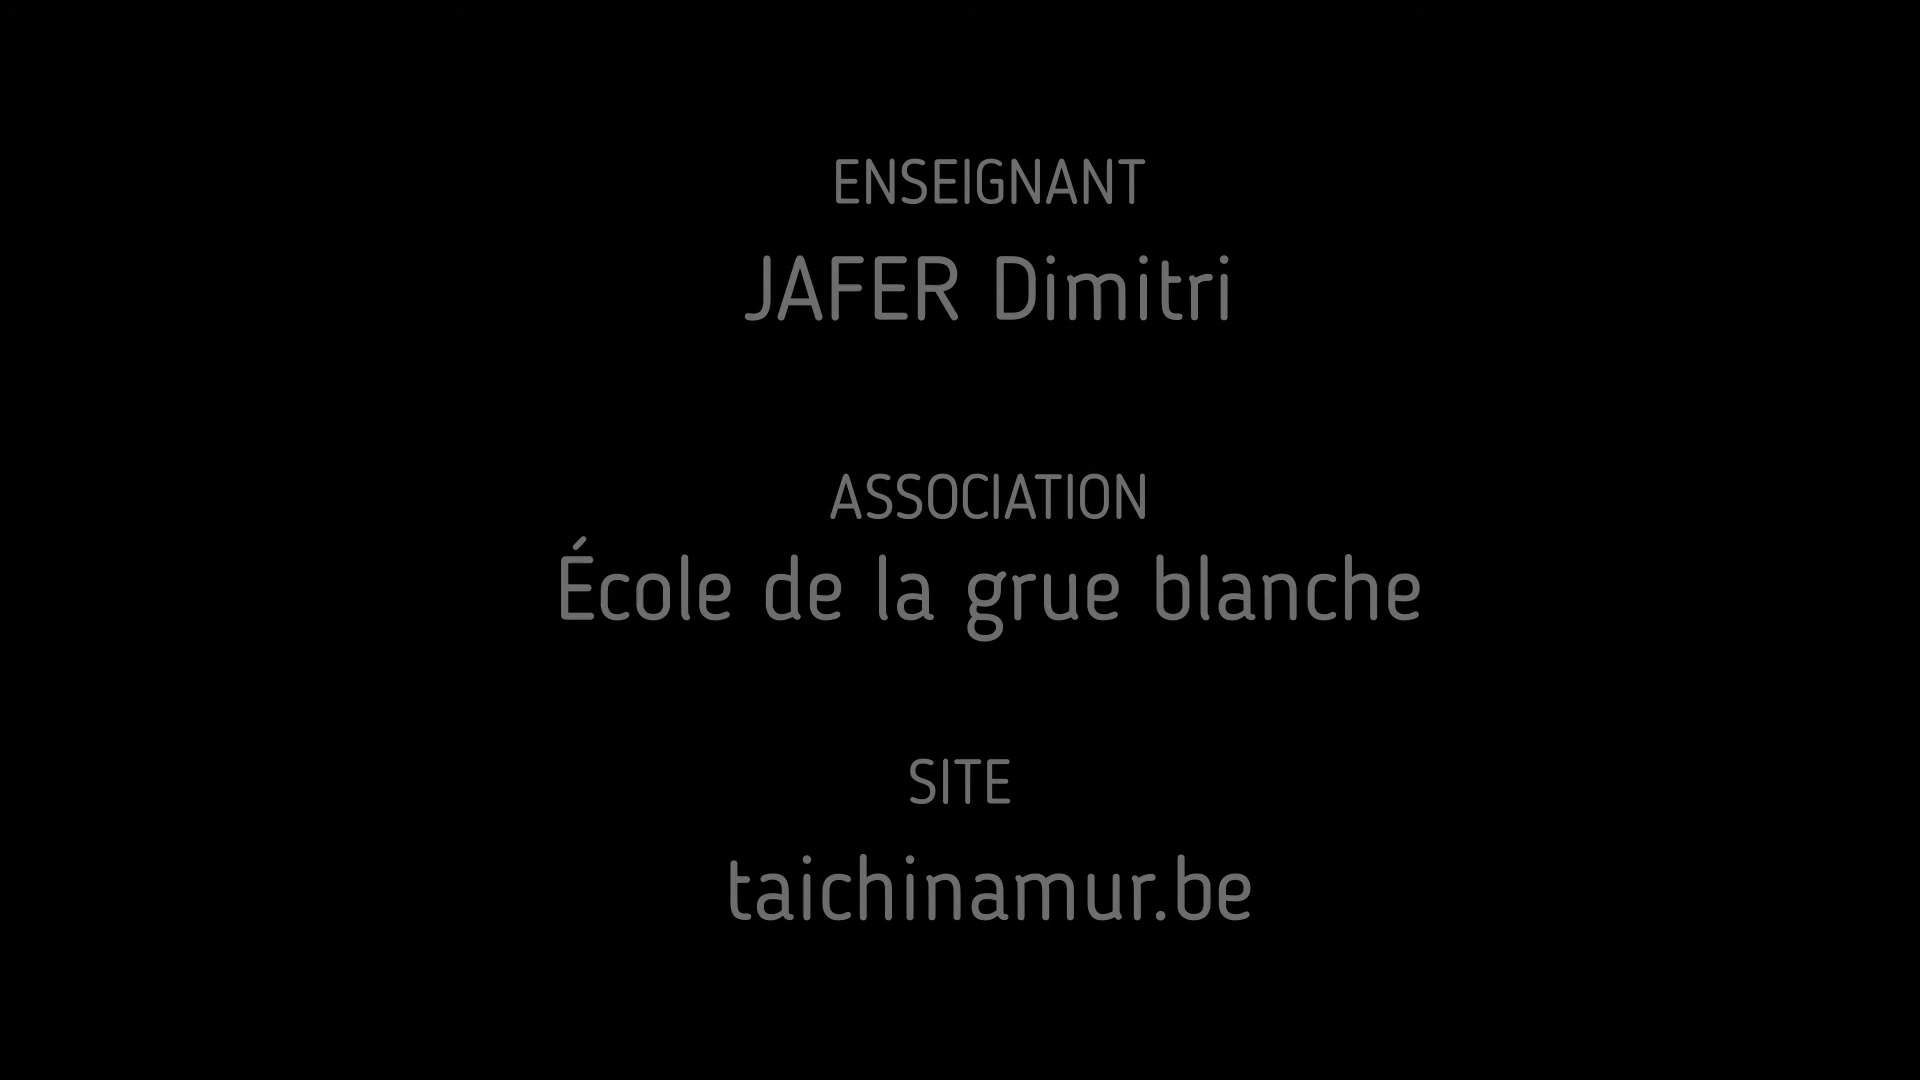 ENSEIGNANT
JAFER Dimitri
ASSOCIATION
École de la grue blanche
SITE
taichinamur.be